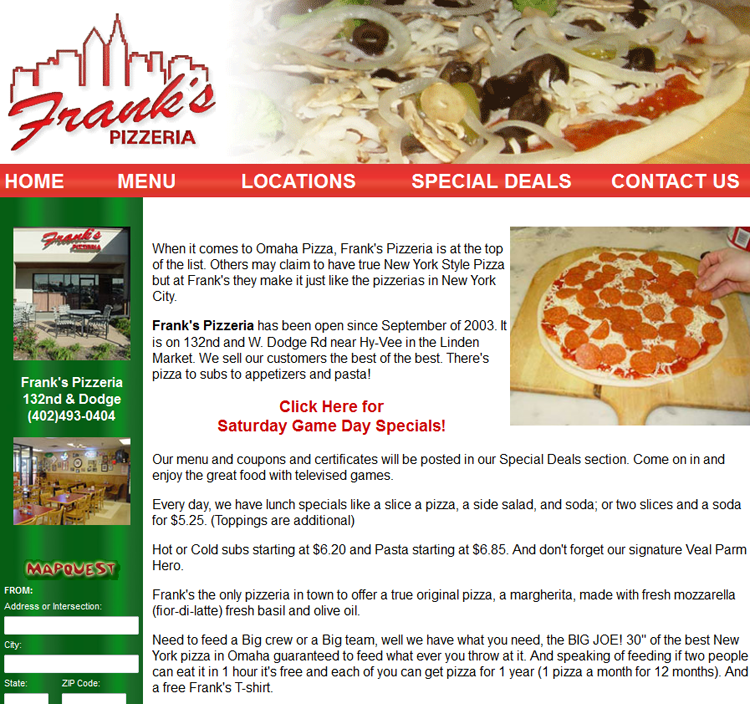 Frank's
PIZZERIA
HOME MENU LOCATIONS SPECIAL DEALS CONTACT US
Frank's
PIZZERIA
Frank's Pizzeria
132nd & Dodge
(402)493-0404
MAPQUEST
FROM:
Address or Intersection:
City:
State: ZIP Code:
When it comes to Omaha Pizza, Frank's Pizzeria is at the top
of the list. Others may claim to have true New York Style Pizza
but at Frank's they make it just like the pizzerias in New York
City.
Frank's Pizzeria has been open since September of 2003. It
is on 132nd and W. Dodge Rd near Hy-Vee in the Linden
Market. We sell our customers the best of the best. There's
pizza to subs to appetizers and pasta!
Click Here for
Saturday Game Day Specials!
Our menu and coupons and certificates will be posted in our Special Deals section. Come on in and
enjoy the great food with televised games.
Every day, we have lunch specials like a slice a pizza, a side salad, and soda; or two slices and a soda
for $5.25. (Toppings are additional)
Hot or Cold subs starting at $6.20 and Pasta starting at $6.85. And don't forget our signature Veal Parm
Hero.
Frank's the only pizzeria in town to offer a true original pizza, a margherita, made with fresh mozzarella
(fior-di-latte) fresh basil and olive oil.
Need to feed a Big crew or a Big team, well we have what you need, the BIG JOE! 30" of the best New
York pizza in Omaha guaranteed to feed what ever you throw at it. And speaking of feeding if two people
can eat it in 1 hour it's free and each of you can get pizza for 1 year (1 pizza a month for 12 months). And
a free Frank's T-shirt.